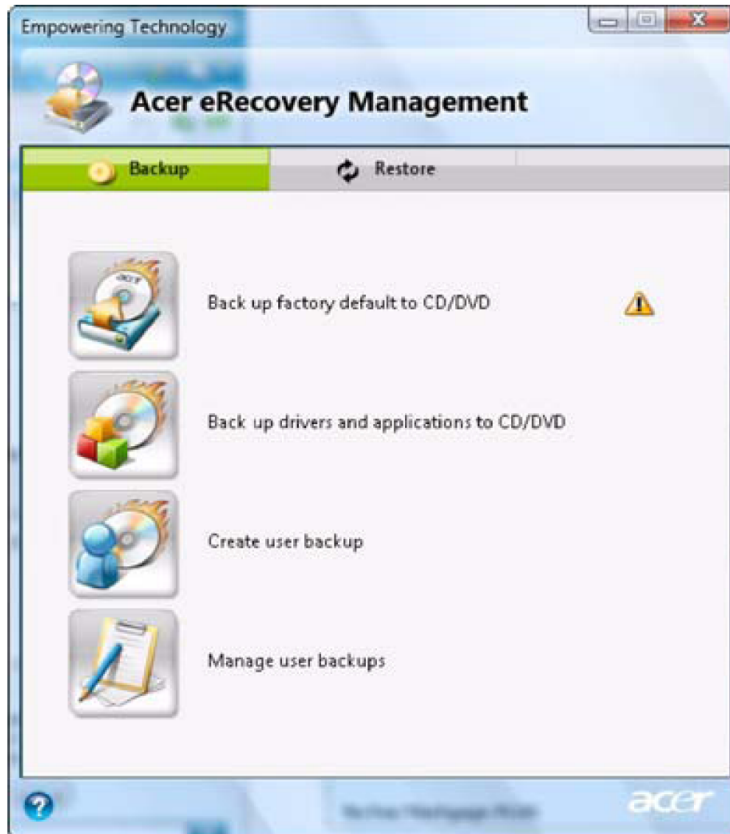 Empowering Technology
Acer eRecovery Management
Backup
Restore
acer
Back up factory default to CD/DVD
Back up drivers and applications to CD/DVD
Create user backup
Manage user backups
acer